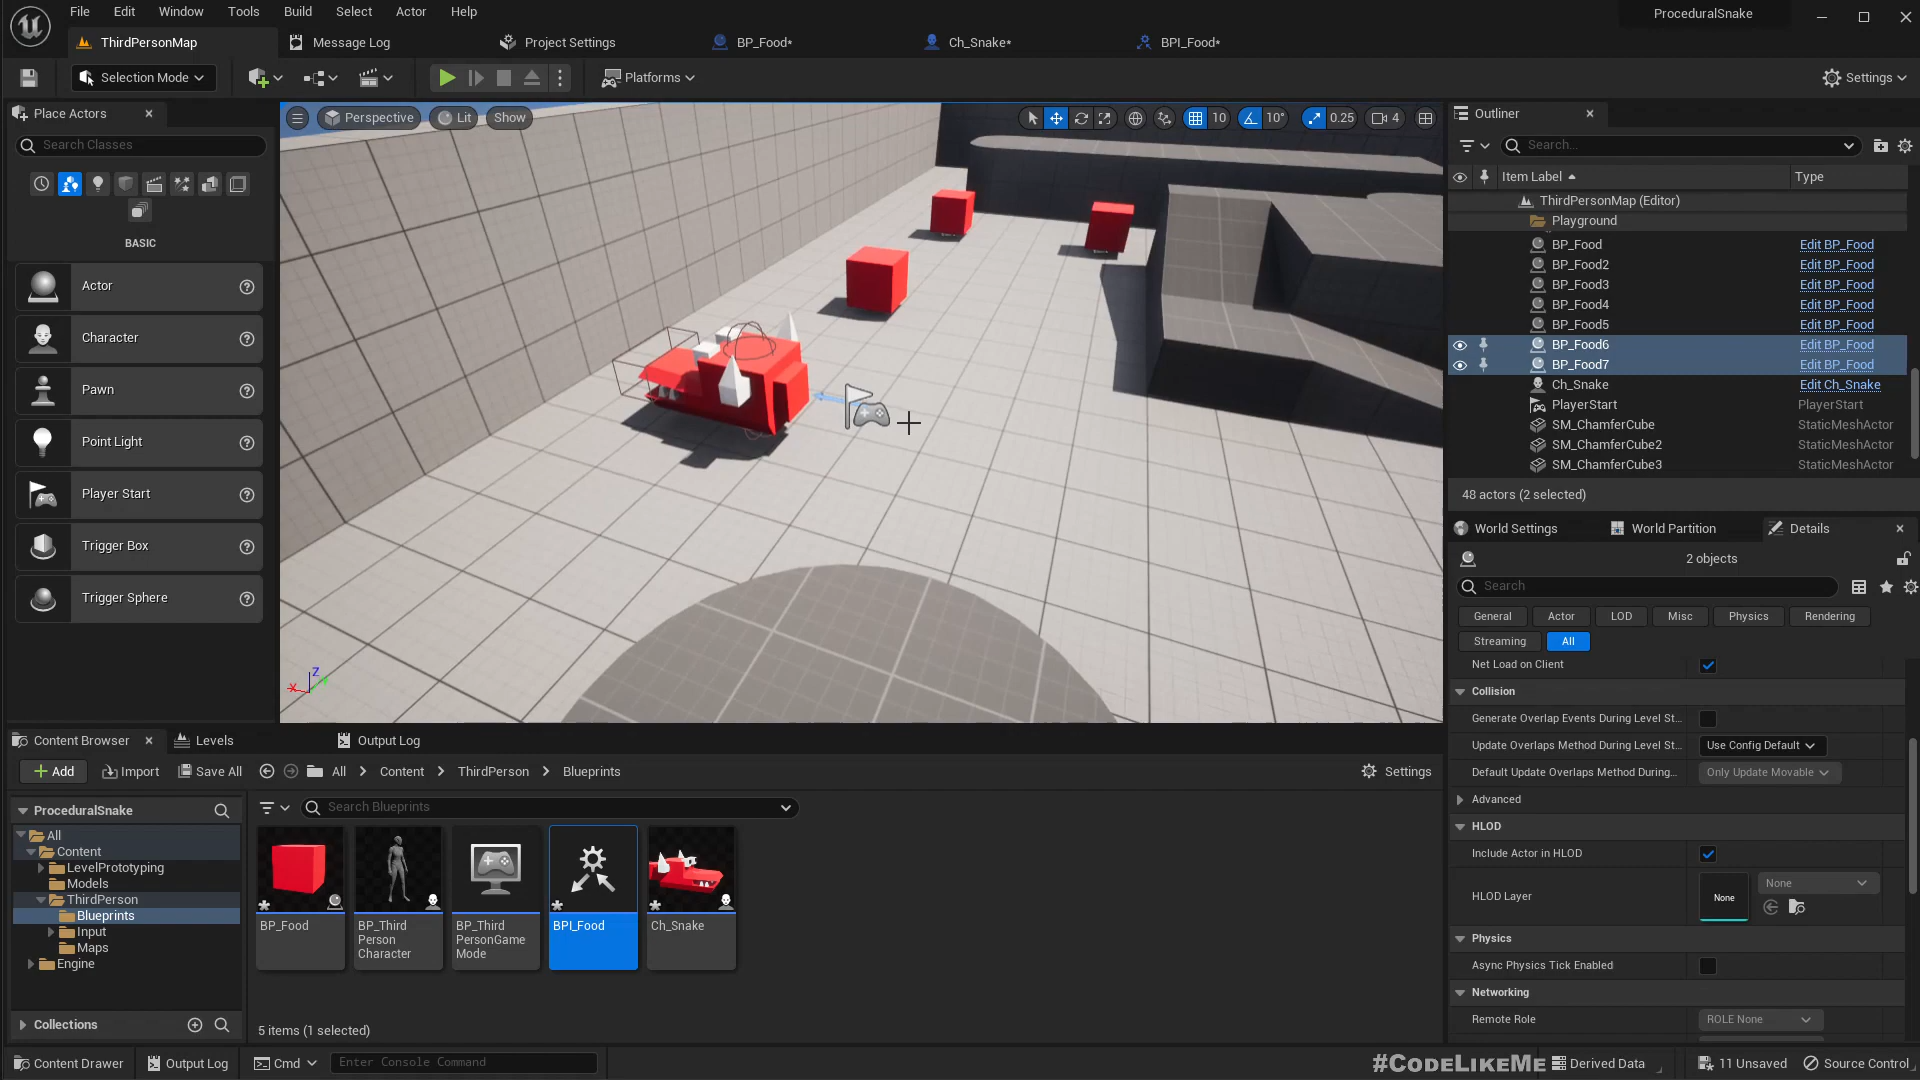 File Edit Window Tools Build Select Actor Help
ProceduralSnake
ThirdPersonMap
Message Log
Project Settings
BP_Food*
Ch_Snake*
BPI_Food*
Selection Mode
Platforms
Settings
Place Actors
Search Classes
BASIC
Actor
Character
Pawn
Point Light
Player Start
Trigger Box
Trigger Sphere
Perspective
Lit
Show
10
10°
0.25
4
Z
X
Outliner
Search...
Item Label
Type
ThirdPersonMap (Editor)
Playground
BP_Food Edit BP_Food
BP_Food2 Edit BP_Food
BP_Food3 Edit BP_Food
BP_Food4 Edit BP_Food
BP_Food5 Edit BP_Food
BP_Food6 Edit BP_Food
BP_Food7 Edit BP_Food
Ch_Snake Edit Ch_Snake
PlayerStart PlayerStart
SM_ChamferCube StaticMeshActor
SM_ChamferCube2 StaticMeshActor
SM_ChamferCube3 StaticMeshActor
48 actors (2 selected)
World Settings
World Partition
Details
2 objects
Search
General Actor LOD Misc Physics Rendering
Streaming All
Net Load on Client
Collision
Generate Overlap Events During Level St...
Update Overlaps Method During Level St... Use Config Default
Default Update Overlaps Method During... Only Update Movable
Advanced
HLOD
Include Actor in HLOD
HLOD Layer
None
None
Physics
Async Physics Tick Enabled
Networking
Remote Role ROLE None
Content Browser
Levels
Output Log
Add
Import
Save All
All > Content > ThirdPerson > Blueprints
Settings
ProceduralSnake
Search Blueprints
All
Content
LevelPrototyping
Models
ThirdPerson
Blueprints
Input
Maps
Engine
Collections
BP_Food
BP_Third
Person
Character
BP_Third
PersonGame
Mode
BPI_Food
Ch_Snake
5 items (1 selected)
Content Drawer
Output Log
Cmd
Enter Console Command
#CodeLikeMe
Derived Data
11 Unsaved
Source Control